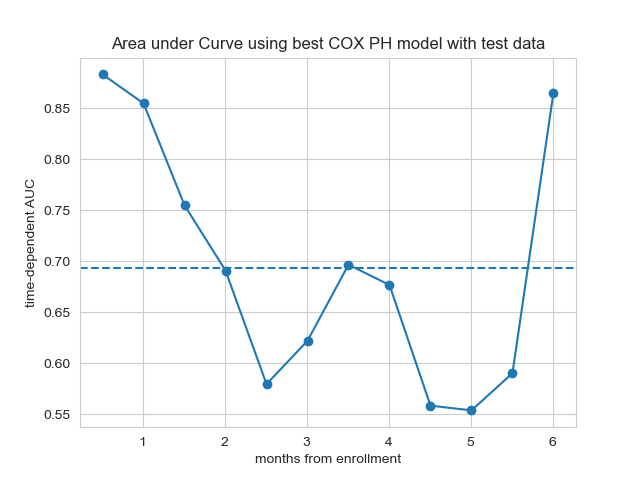 Area under Curve using best COX PH model with test data
time-dependent AUC
0.85
0.80
0.75
0.70
0.65
0.60
0.55
1 2 3 4 5 6
months from enrollment